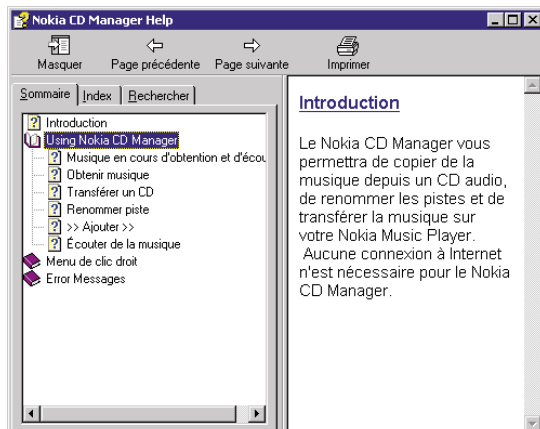 Nokia CD Manager Help
Masquer
Page précédente
Page suivante
Imprimer
Sommaire
Index
Rechercher
Introduction
Using Nokia CD Manager
Musique en cours d'obtention et d'écou
Obtenir musique
Transférer un CD
Renommer piste
>> Ajouter >>
Écouter de la musique
Menu de clic droit
Error Messages
Introduction
Le Nokia CD Manager vous
permettra de copier de la
musique depuis un CD audio,
de renommer les pistes et de
transférer la musique sur
votre Nokia Music Player.
Aucune connexion à Internet
n'est nécessaire pour le Nokia
CD Manager.